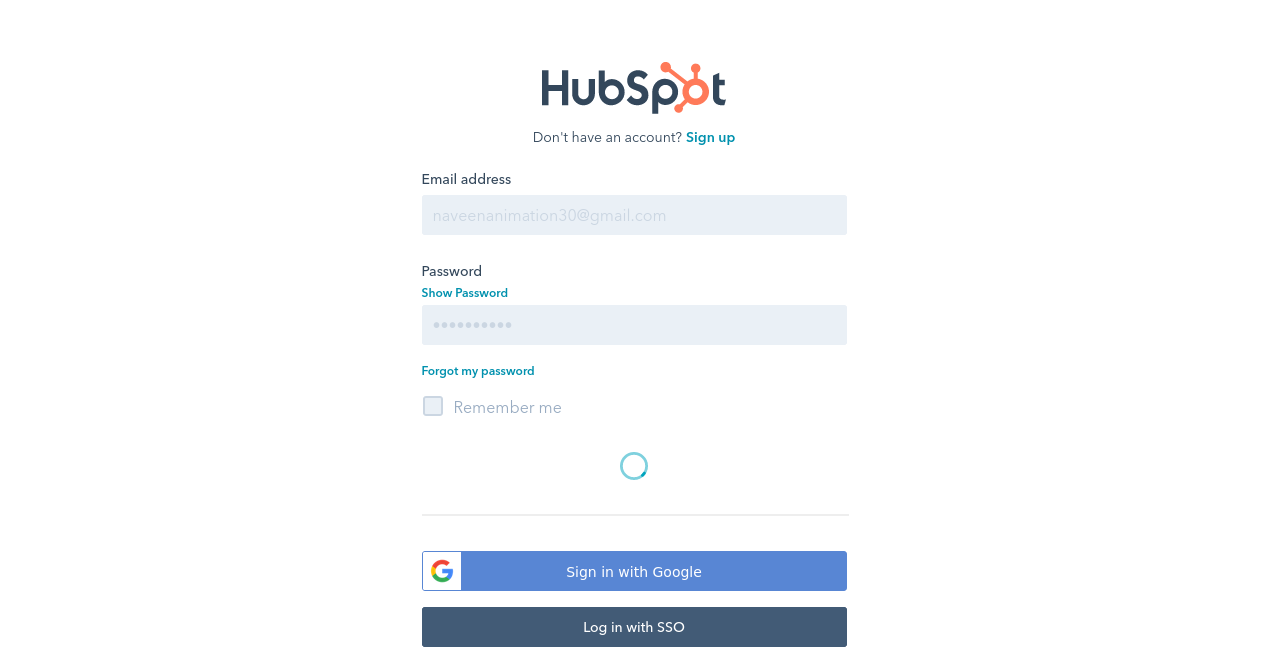 HubSpot
Don't have an account? Sign up
Email address
naveenanimation30@gmail.com
Password
Show Password
••••••••••
Forgot my password
Remember me
Sign in with Google
Log in with SSO